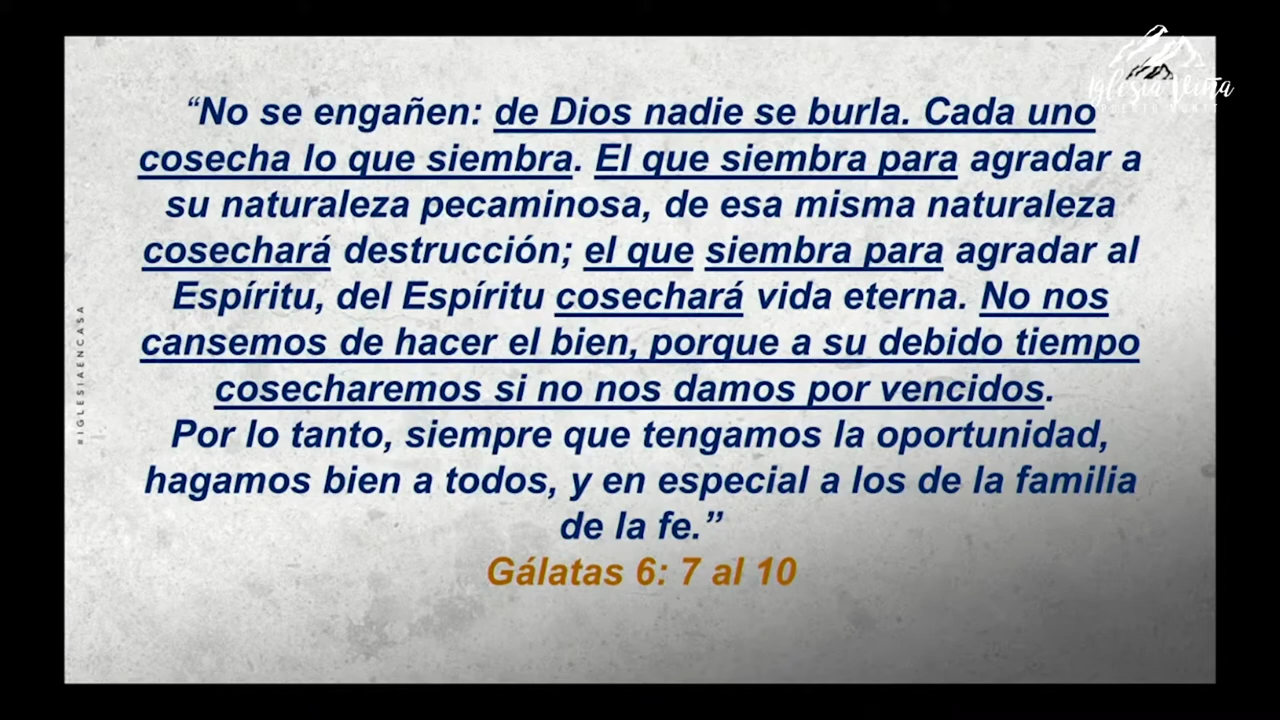 “No se engañen: de Dios nadie se burla. Cada uno
cosecha lo que siembra. El que siembra para agradar a
su naturaleza pecaminosa, de esa misma naturaleza
cosechará destrucción; el que siembra para agradar al
Espíritu, del Espíritu cosechará vida eterna. No nos
cansemos de hacer el bien, porque a su debido tiempo
cosecharemos si no nos damos por vencidos.
Por lo tanto, siempre que tengamos la oportunidad,
hagamos bien a todos, y en especial a los de la familia
de la fe.”
Gálatas 6: 7 al 10
#IGLESIAENCASA
Iglesia Viña